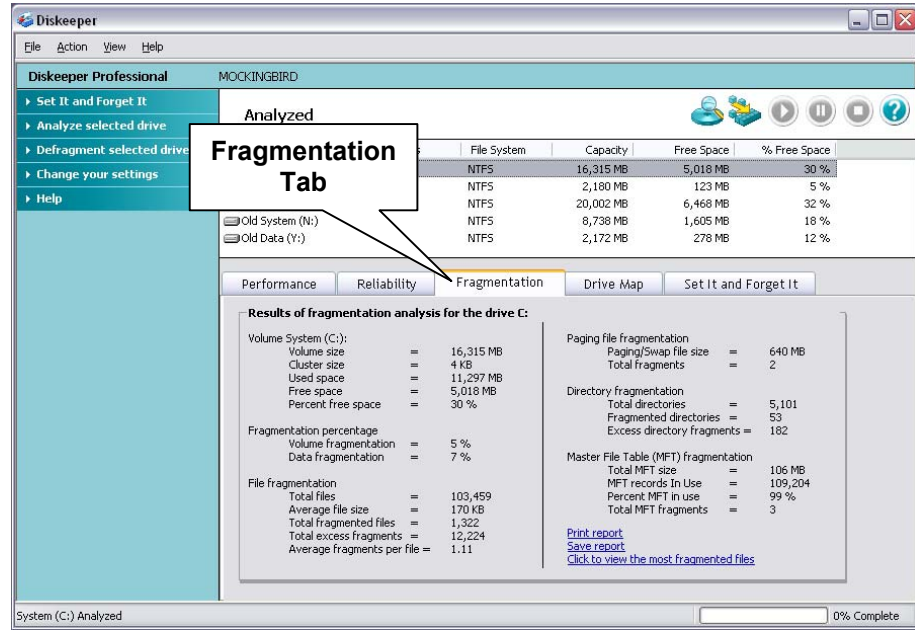 Diskeeper
File Action View Help
Diskeeper Professional MOCKINGBIRD
Set It and Forget It
Analyze selected drive
Defragment selected drive
Change your settings
Help
Analyzed
Fragmentation
Tab
File System Capacity Free Space % Free Space
NTFS 16,315 MB 5,018 MB 30 %
NTFS 2,180 MB 123 MB 5 %
NTFS 20,002 MB 6,468 MB 32 %
Old System (N:) NTFS 8,738 MB 1,605 MB 18 %
Old Data (Y:) NTFS 2,172 MB 278 MB 12 %
Performance Reliability Fragmentation Drive Map Set It and Forget It
Results of fragmentation analysis for the drive C:
Volume System (C:):
Volume size = 16,315 MB
Cluster size = 4 KB
Used space = 11,297 MB
Free space = 5,018 MB
Percent free space = 30 %
Fragmentation percentage
Volume fragmentation = 5 %
Data fragmentation = 7 %
File fragmentation
Total files = 103,459
Average file size = 170 KB
Total fragmented files = 1,322
Total excess fragments = 12,224
Average fragments per file = 1.11
Paging file fragmentation
Paging/Swap file size = 640 MB
Total fragments = 2
Directory fragmentation
Total directories = 5,101
Fragmented directories = 53
Excess directory fragments = 182
Master File Table (MFT) fragmentation
Total MFT size = 106 MB
MFT records In Use = 109,204
Percent MFT in use = 99 %
Total MFT fragments = 3
Print report
Save report
Click to view the most fragmented files
System (C:) Analyzed 0% Complete